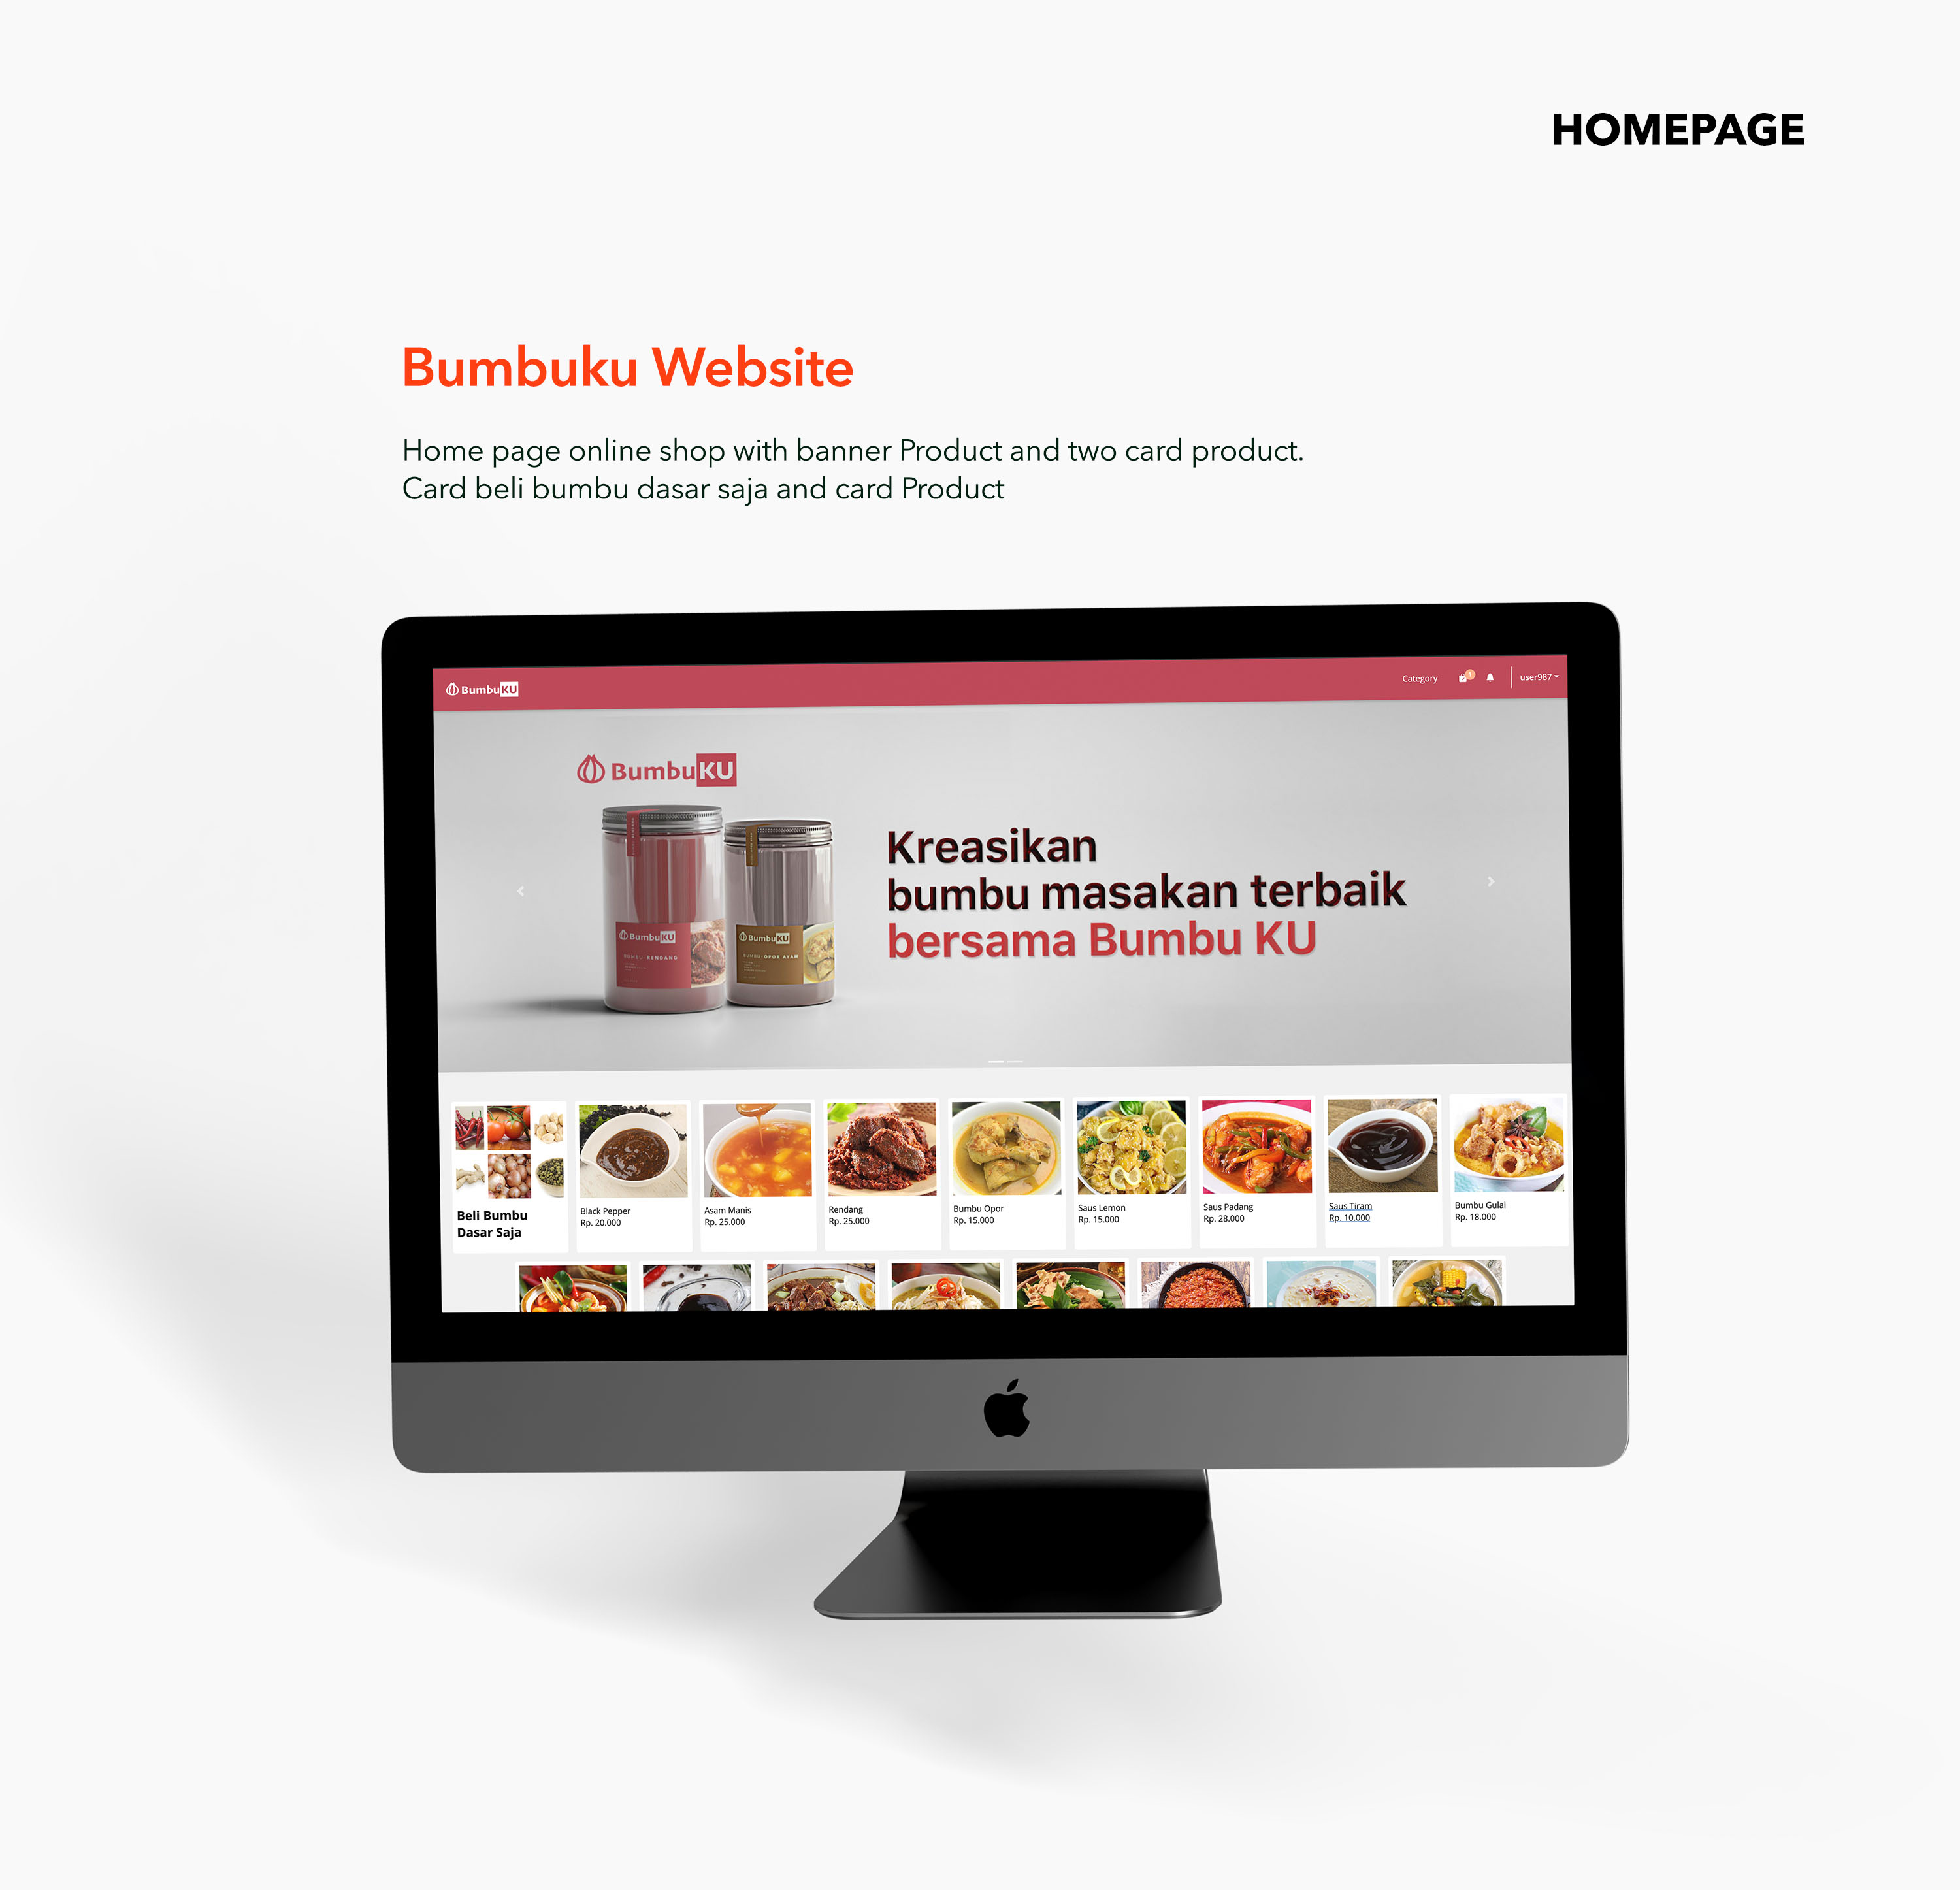 HOMEPAGE
Bumbuku Website
Home page online shop with banner Product and two card product.
Card beli bumbu dasar saja and card Product
BumbuKU
Category
user987
BumbuKU
Kreasikan
bumbu masakan terbaik
bersama Bumbu KU
BumbuKU
BUMBU-RENDANG
BumbuKU
BUMBU-OPOR AYAM
Beli Bumbu
Dasar Saja
Black Pepper
Rp. 20.000
Asam Manis
Rp. 25.000
Rendang
Rp. 25.000
Bumbu Opor
Rp. 15.000
Saus Lemon
Rp. 15.000
Saus Padang
Rp. 28.000
Saus Tiram
Rp. 10.000
Bumbu Gulai
Rp. 18.000